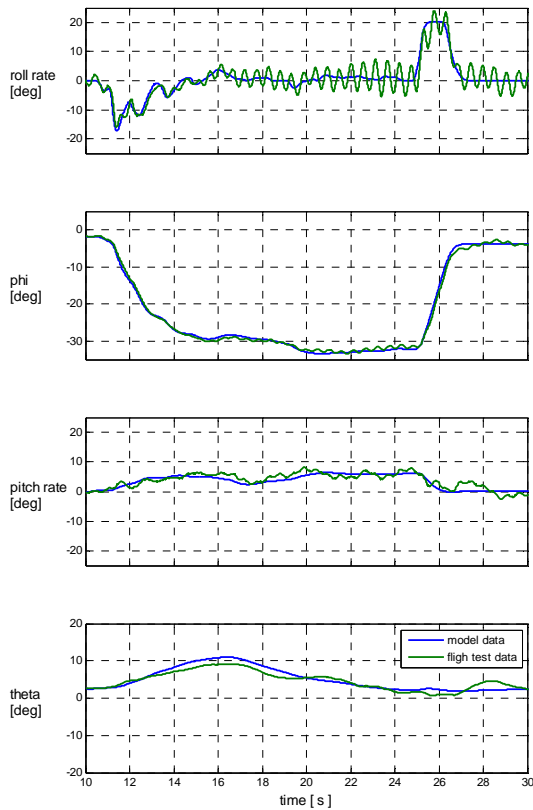 20
10
0
-10
-20
roll rate
[deg]
0
-10
-20
-30
phi
[deg]
20
10
0
-10
-20
pitch rate
[deg]
20
10
0
-10
-20
theta
[deg]
model data
fligh test data
10 12 14 16 18 20 22 24 26 28 30
time [ s ]